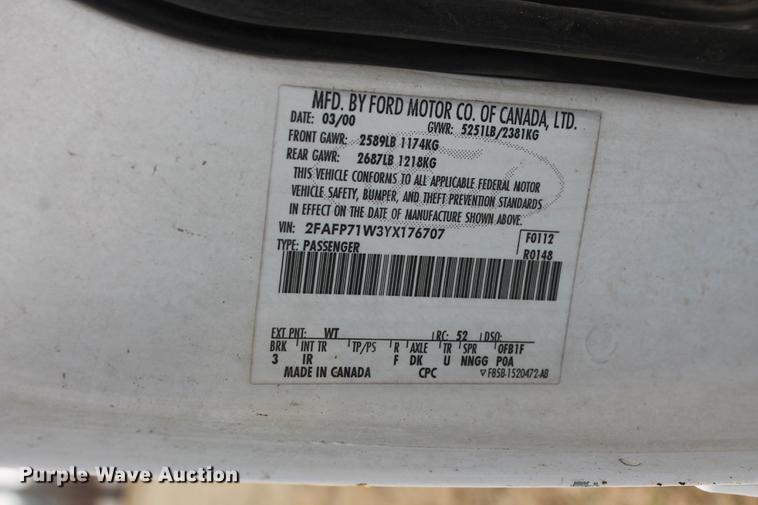 MFD. BY FORD MOTOR CO. OF CANADA, LTD.
DATE: 03/00 GVWR: 5251LB/2381KG
FRONT GAWR: 2589LB 1174KG
REAR GAWR: 2687LB 1218KG
THIS VEHICLE CONFORMS TO ALL APPLICABLE FEDERAL MOTOR
VEHICLE SAFETY, BUMPER, AND THEFT PREVENTION STANDARDS
IN EFFECT ON THE DATE OF MANUFACTURE SHOWN ABOVE.
VIN: 2FAFP71W3YX176707 F0112
TYPE: PASSENGER R0148
EXT PNT: WT RC: 52 DSO:
BRK INT TR TP/PS R AXLE TR SPR 0FB1F
3 IR F DK U NNGG P0A
MADE IN CANADA CPC F85B-1520472-AB
Purple Wave Auction